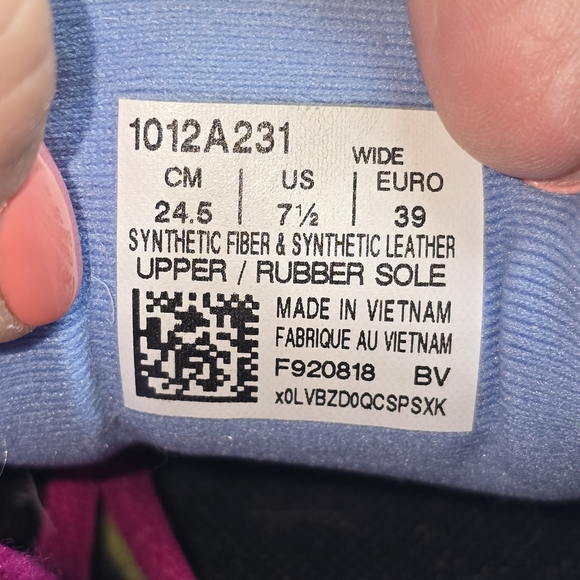 1012A231
WIDE
CM | US | EURO
24.5 | 7½ | 39
SYNTHETIC FIBER & SYNTHETIC LEATHER
UPPER / RUBBER SOLE
MADE IN VIETNAM
FABRIQUE AU VIETNAM
F920818 BV
x0LVBZD0QCSPSXK